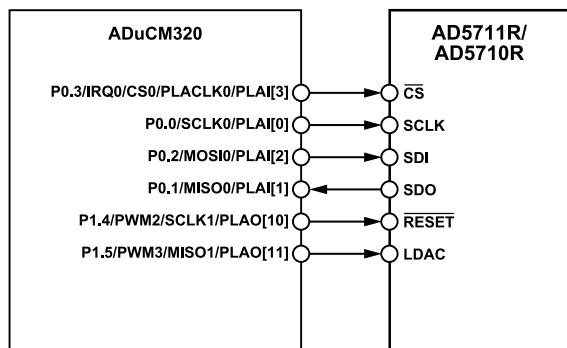 ADuCM320
AD5711R/
AD5710R
P0.3/IRQ0/CS0/PLACLK0/PLAI[3]
CS
P0.0/SCLK0/PLAI[0]
SCLK
P0.2/MOSI0/PLAI[2]
SDI
P0.1/MISO0/PLAI[1]
SDO
P1.4/PWM2/SCLK1/PLAO[10]
RESET
P1.5/PWM3/MISO1/PLAO[11]
LDAC